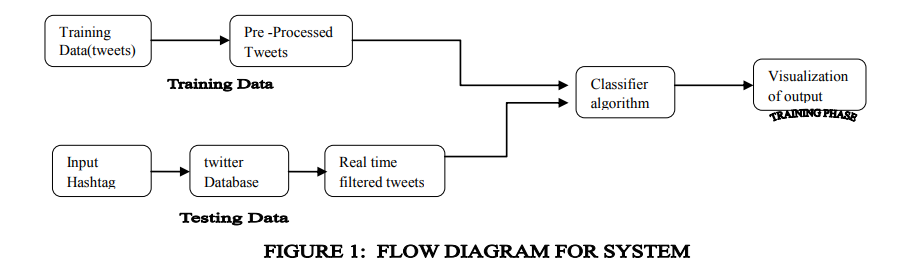 Training
Data(tweets)
Pre -Processed
Tweets
Training Data
Classifier
algorithm
Visualization
of output
TRAINING PHASE
Input
Hashtag
twitter
Database
Real time
filtered tweets
Testing Data
FIGURE 1: FLOW DIAGRAM FOR SYSTEM